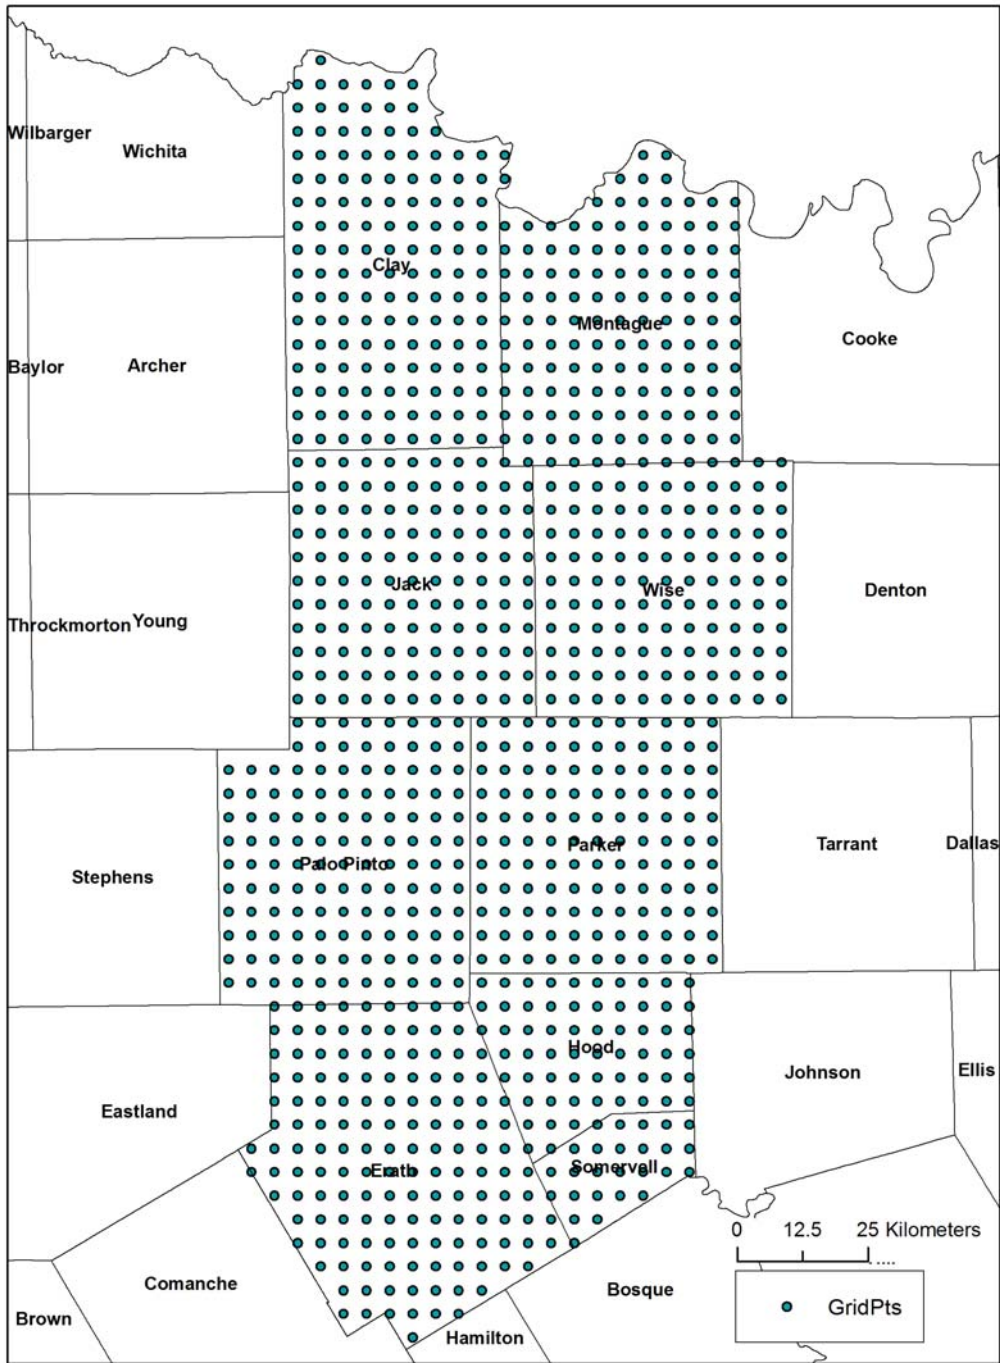 Wilbarger
Wichita
Clay
Montague
Cooke
Baylor
Archer
Jack
Wise
Denton
Throckmorton Young
Parker
Tarrant
Dallas
Palo Pinto
Stephens
Hood
Johnson
Ellis
Eastland
Erath
Somervell
0 12.5 25 Kilometers
Comanche
Bosque
GridPts
Brown
Hamilton